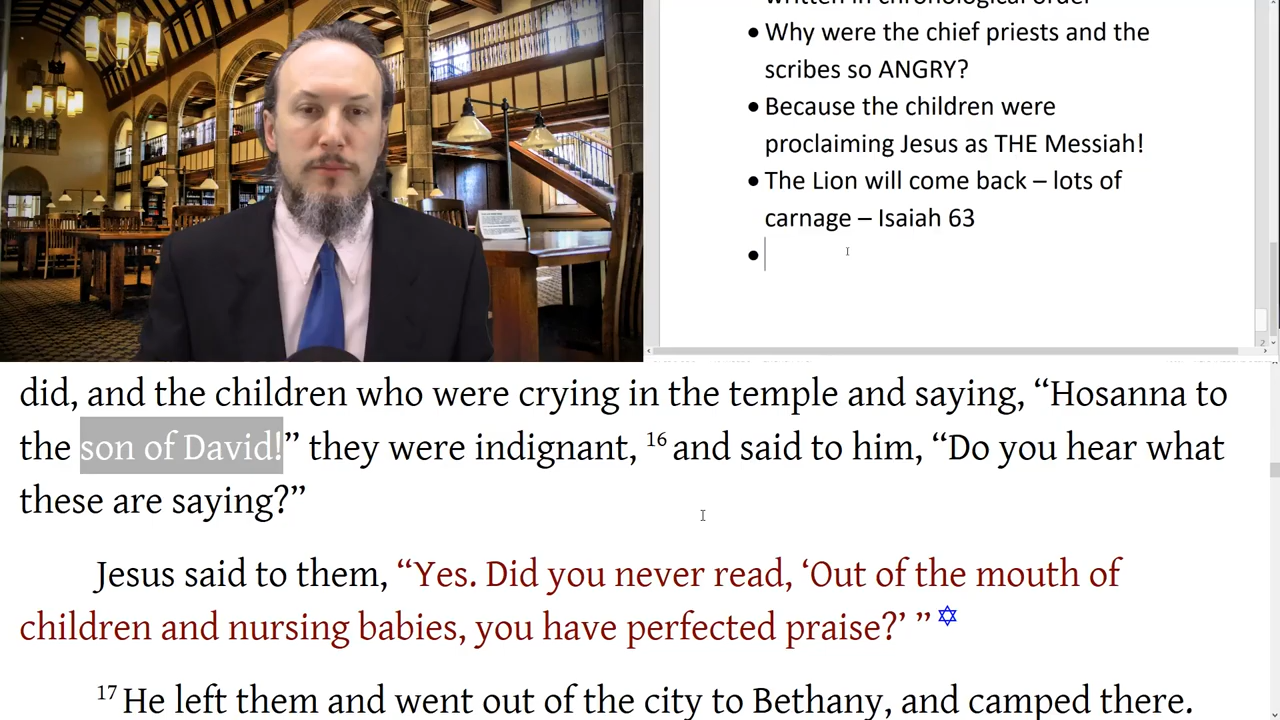 written in chronological order
• Why were the chief priests and the
scribes so ANGRY?
• Because the children were
proclaiming Jesus as THE Messiah!
• The Lion will come back – lots of
carnage – Isaiah 63
•
2
did, and the children who were crying in the temple and saying, “Hosanna to
the son of David!” they were indignant, 16 and said to him, “Do you hear what
these are saying?”
Jesus said to them, “Yes. Did you never read, ‘Out of the mouth of
children and nursing babies, you have perfected praise?’ ” ✡
17 He left them and went out of the city to Bethany, and camped there.